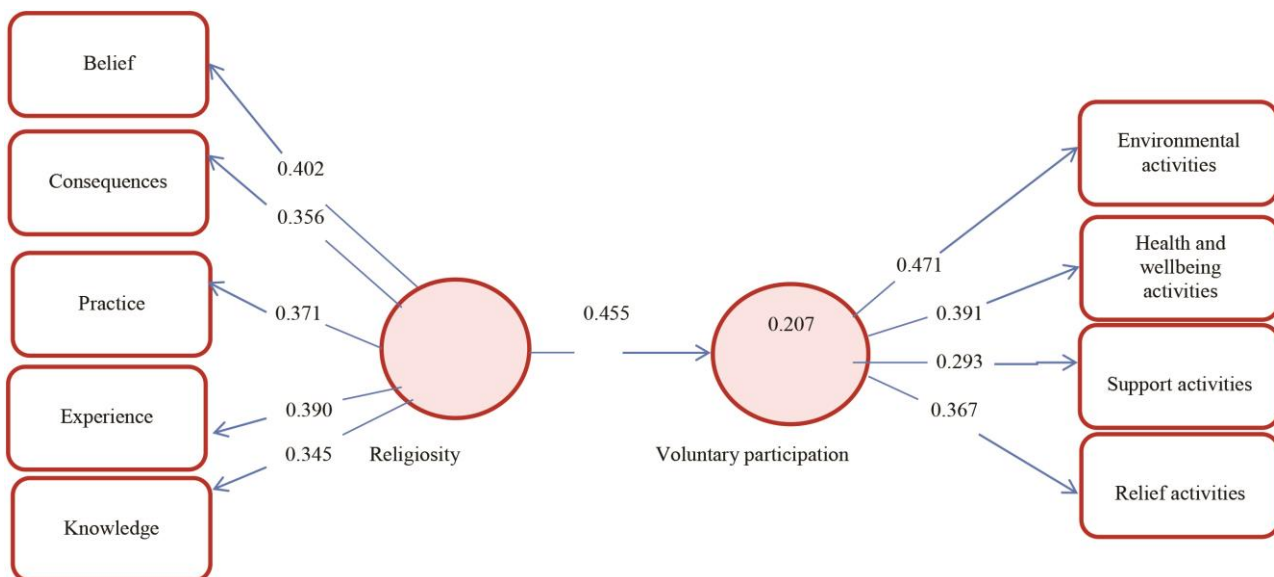 Belief
Consequences
Practice
Experience
Knowledge
0.402
0.356
0.371
0.390
0.345
Religiosity
0.455
0.207
Voluntary participation
0.471
0.391
0.293
0.367
Environmental
activities
Health and
wellbeing
activities
Support activities
Relief activities